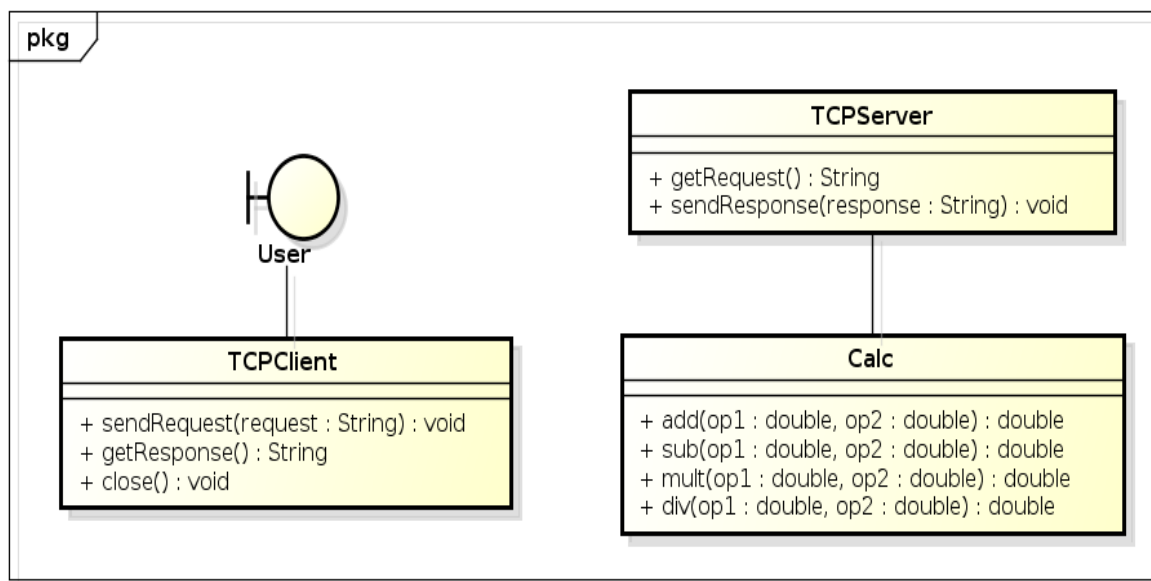 pkg
User
TCPClient
+ sendRequest(request : String) : void
+ getResponse() : String
+ close() : void
TCPServer
+ getRequest() : String
+ sendResponse(response : String) : void
Calc
+ add(op1 : double, op2 : double) : double
+ sub(op1 : double, op2 : double) : double
+ mult(op1 : double, op2 : double) : double
+ div(op1 : double, op2 : double) : double